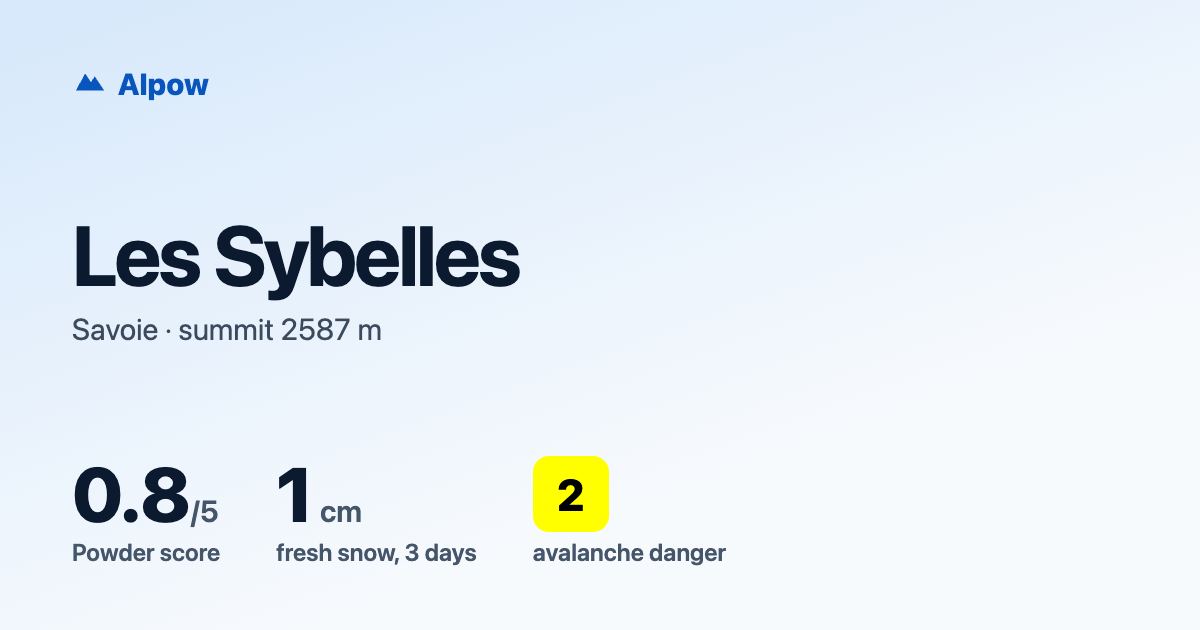 Alpow
Les Sybelles
Savoie · summit 2587 m
0.8/5
Powder score
1 cm
fresh snow, 3 days
2
avalanche danger